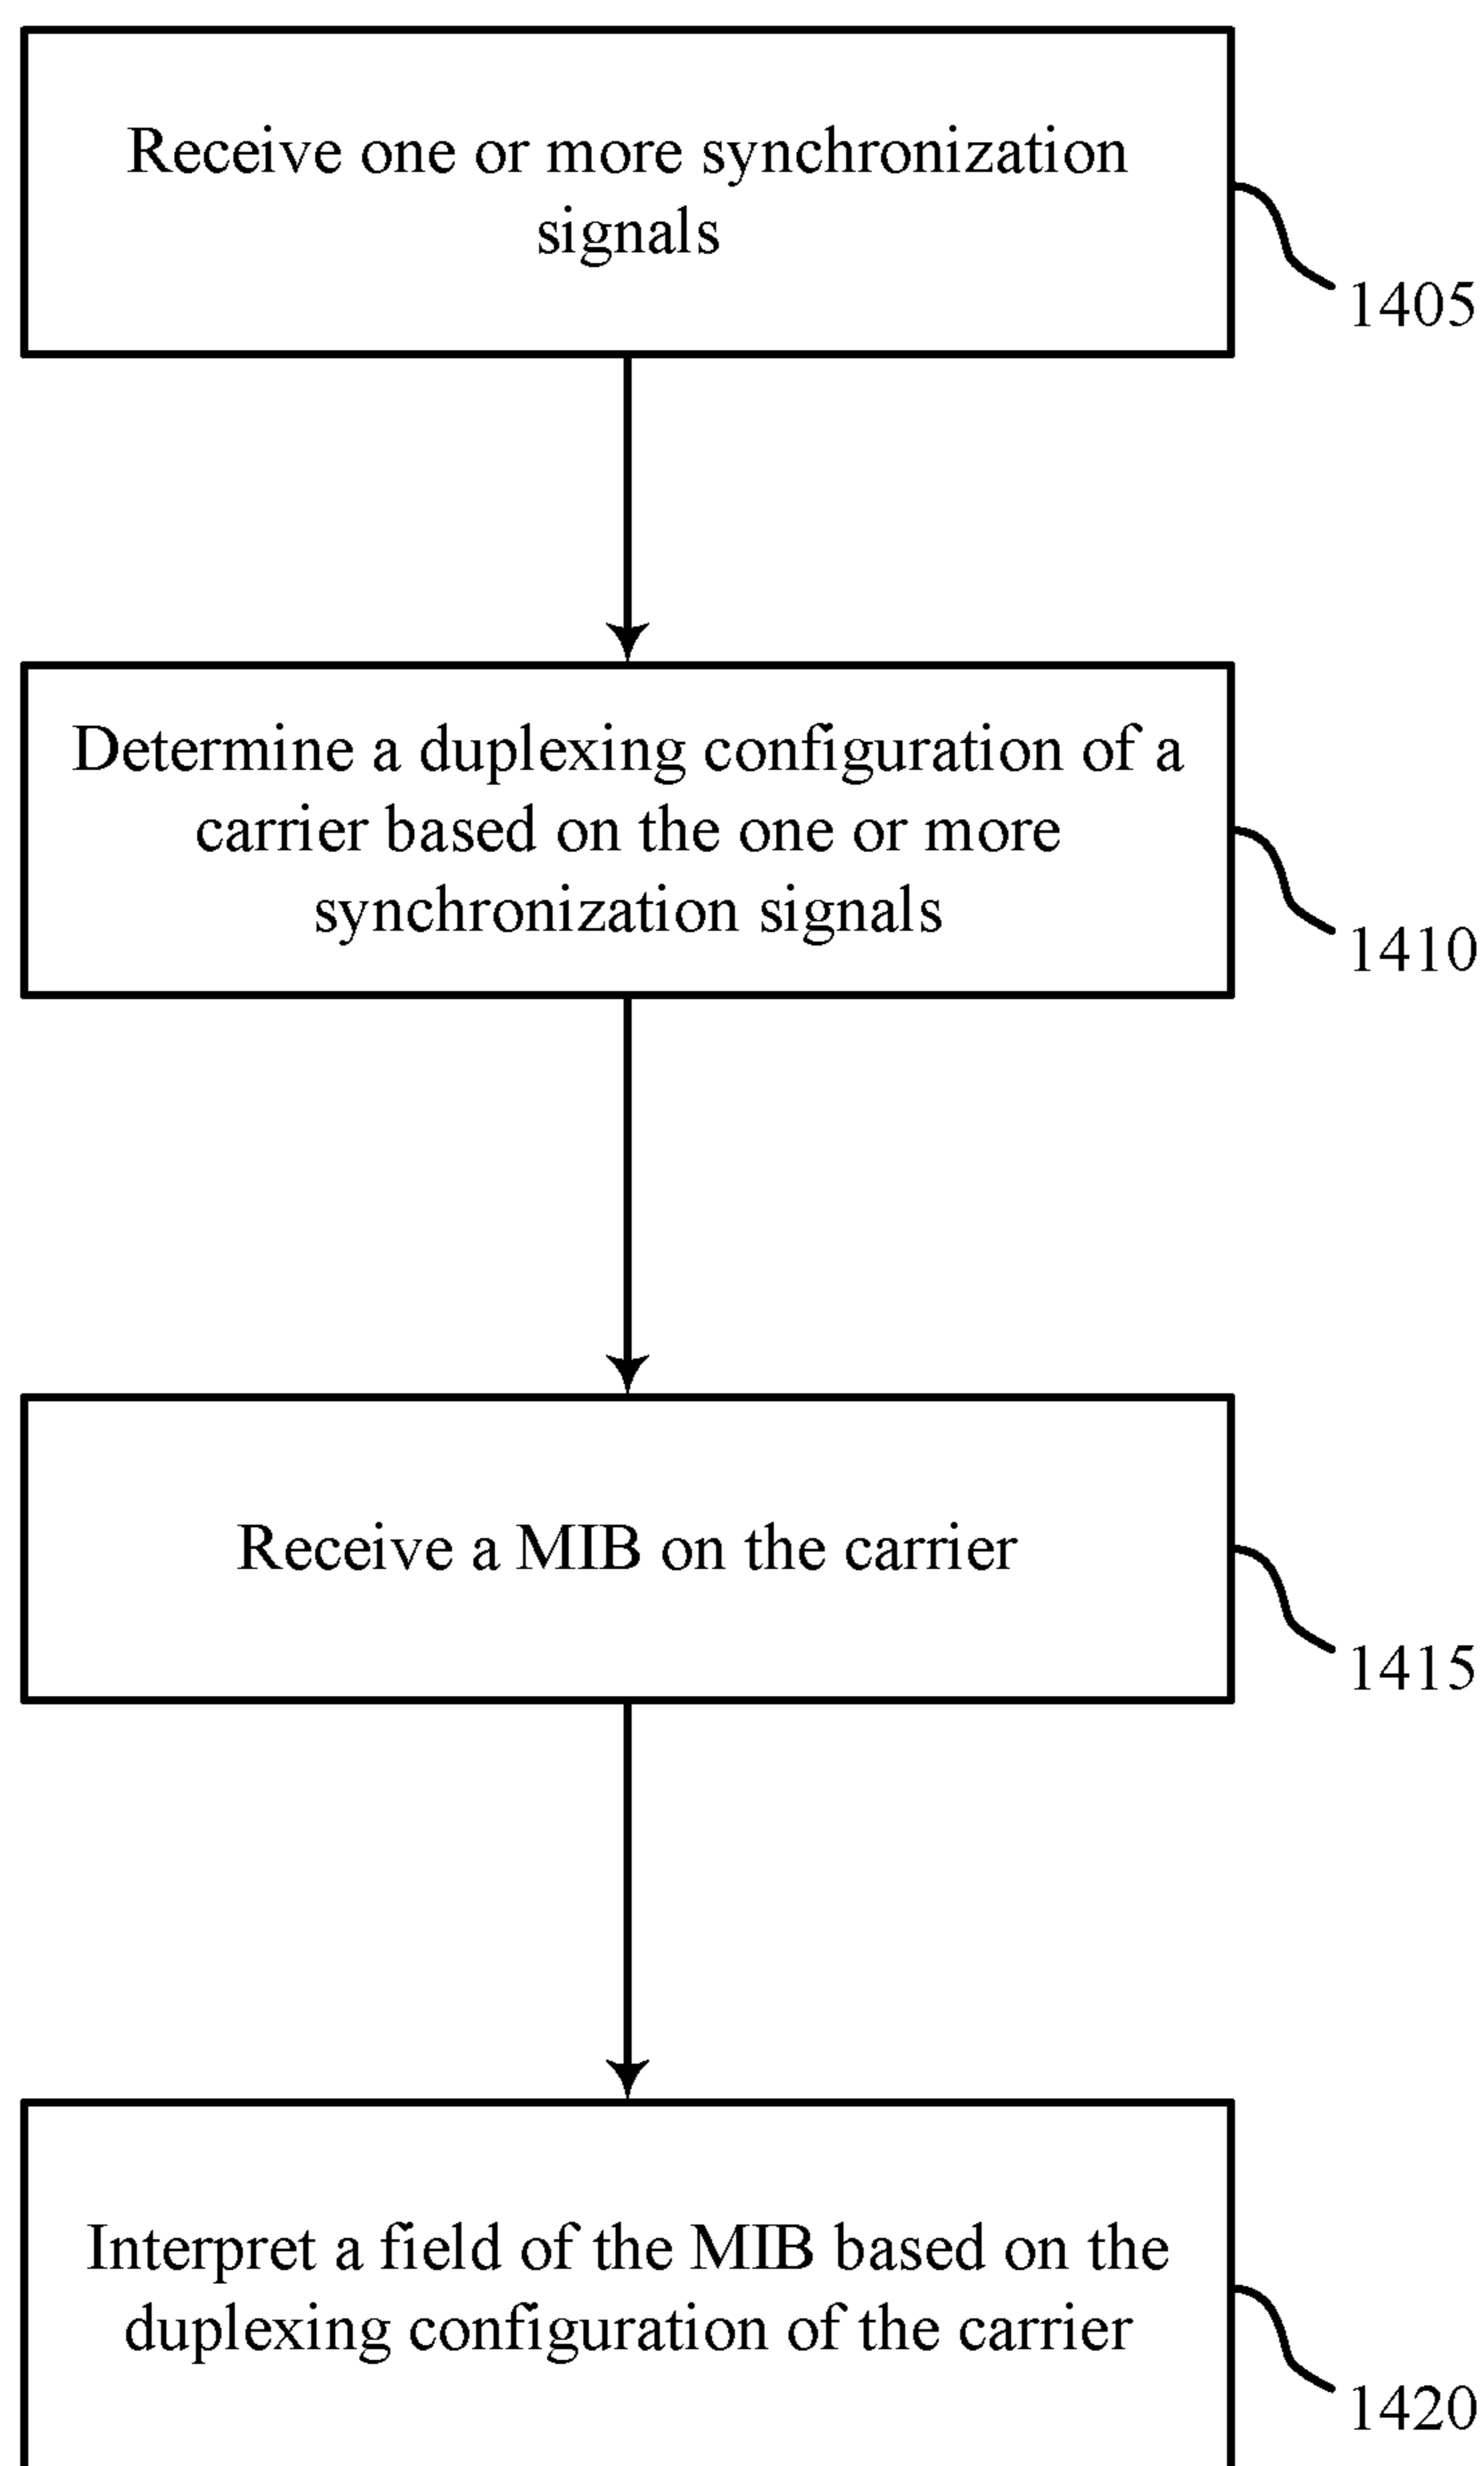 Receive one or more synchronization
signals
1405
Determine a duplexing configuration of a
carrier based on the one or more
synchronization signals
1410
Receive a MIB on the carrier
1415
Interpret a field of the MIB based on the
duplexing configuration of the carrier
1420